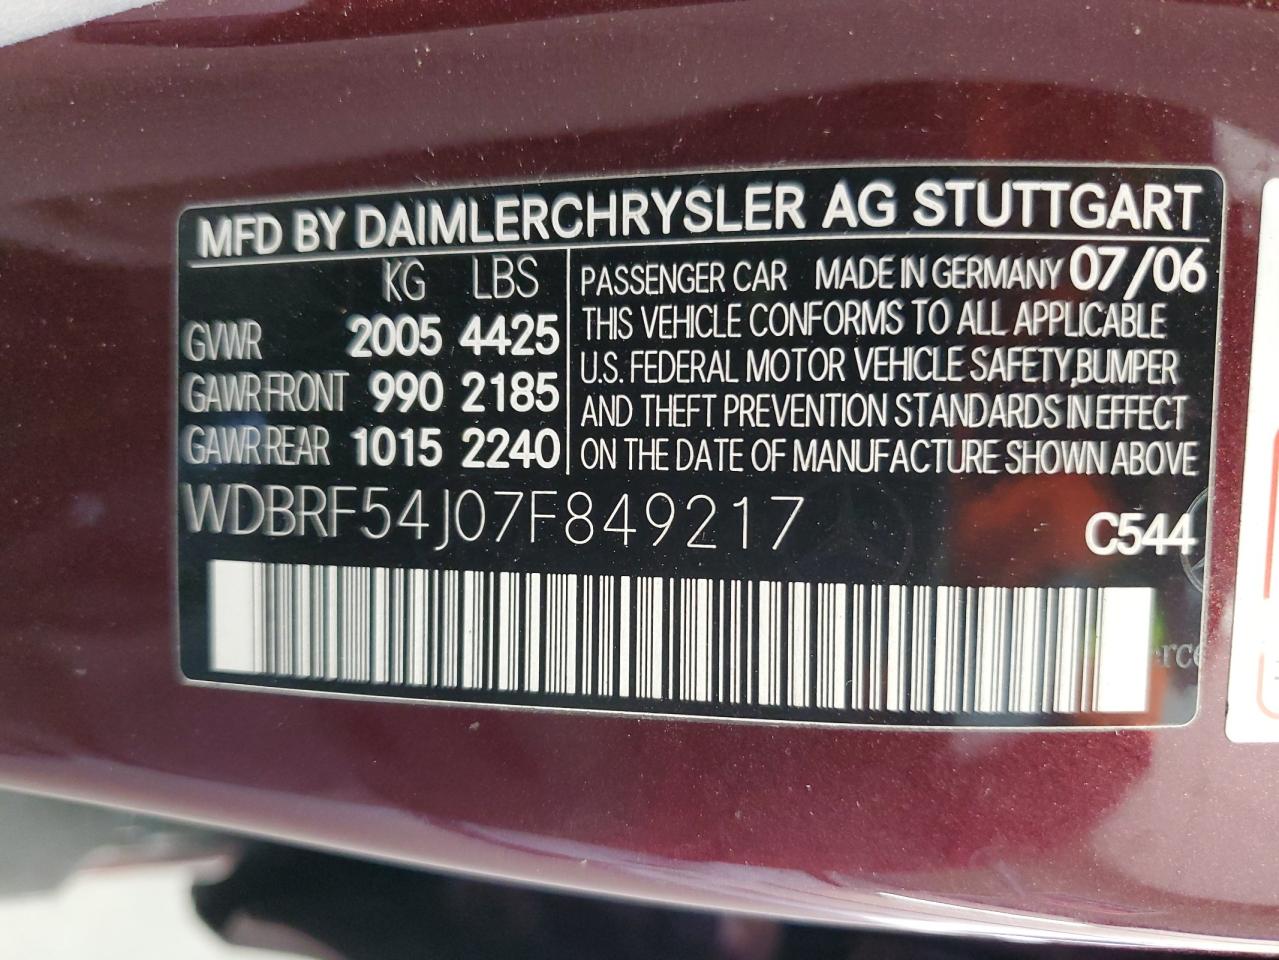 MFD BY DAIMLERCHRYSLER AG STUTTGART
KG LBS
GVWR 2005 4425
GAWR FRONT 990 2185
GAWR REAR 1015 2240
PASSENGER CAR MADE IN GERMANY 07/06
THIS VEHICLE CONFORMS TO ALL APPLICABLE
U.S. FEDERAL MOTOR VEHICLE SAFETY,BUMPER
AND THEFT PREVENTION STANDARDS IN EFFECT
ON THE DATE OF MANUFACTURE SHOWN ABOVE
WDBRF54J07F849217 C544